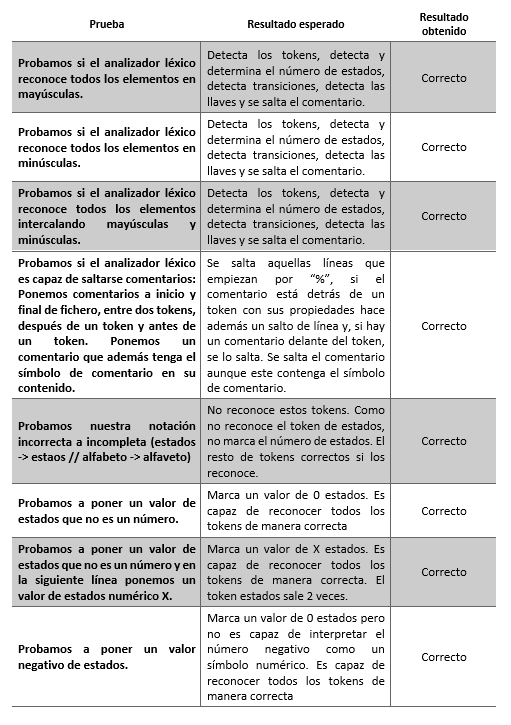 Prueba
Resultado esperado
Resultado
obtenido
Probamos si el analizador léxico
reconoce todos los elementos en
mayúsculas.
Detecta los tokens, detecta y
determina el número de estados,
detecta transiciones, detecta las
llaves y se salta el comentario.
Correcto
Probamos si el analizador léxico
reconoce todos los elementos en
minúsculas.
Detecta los tokens, detecta y
determina el número de estados,
detecta transiciones, detecta las
llaves y se salta el comentario.
Correcto
Probamos si el analizador léxico
reconoce todos los elementos
intercalando mayúsculas y
minúsculas.
Detecta los tokens, detecta y
determina el número de estados,
detecta transiciones, detecta las
llaves y se salta el comentario.
Correcto
Probamos si el analizador léxico
es capaz de saltarse comentarios:
Ponemos comentarios a inicio y
final de fichero, entre dos tokens,
después de un token y antes de
un token. Ponemos un
comentario que además tenga el
símbolo de comentario en su
contenido.
Se salta aquellas líneas que
empiezan por “%”, si el
comentario está detrás de un
token con sus propiedades hace
además un salto de línea y, si hay
un comentario delante del token,
se lo salta. Se salta el comentario
aunque este contenga el símbolo
de comentario.
Correcto
Probamos nuestra notación
incorrecta a incompleta (estados
-> estaos // alfabeto -> alfaveto)
No reconoce estos tokens. Como
no reconoce el token de estados,
no marca el número de estados. El
resto de tokens correctos si los
reconoce.
Correcto
Probamos a poner un valor de
estados que no es un número.
Marca un valor de 0 estados. Es
capaz de reconocer todos los
tokens de manera correcta
Correcto
Probamos a poner un valor de
estados que no es un número y en
la siguiente línea ponemos un
valor de estados numérico X.
Marca un valor de X estados. Es
capaz de reconocer todos los
tokens de manera correcta. El
token estados sale 2 veces.
Correcto
Probamos a poner un valor
negativo de estados.
Marca un valor de 0 estados pero
no es capaz de interpretar el
número negativo como un
símbolo numérico. Es capaz de
reconocer todos los tokens de
manera correcta
Correcto